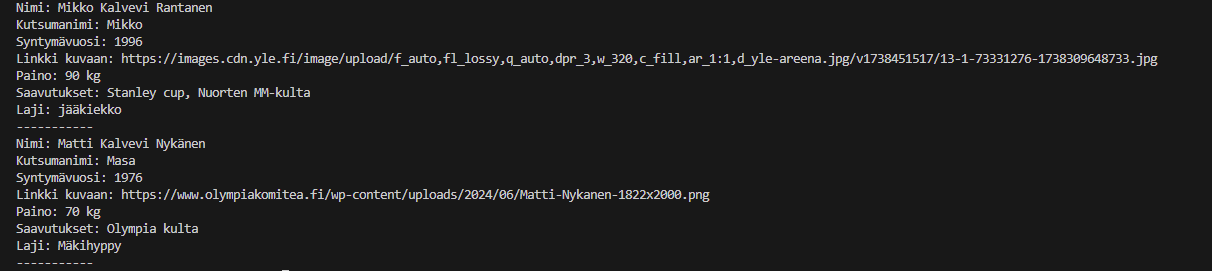 Nimi: Mikko Kalvevi Rantanen
Kutsumanimi: Mikko
Syntymävuosi: 1996
Linkki kuvaan: https://images.cdn.yle.fi/image/upload/f_auto,fl_lossy,q_auto,dpr_3,w_320,c_fill,ar_1:1,d_yle-areena.jpg/v1738451517/13-1-73331276-1738309648733.jpg
Paino: 90 kg
Saavutukset: Stanley cup, Nuorten MM-kulta
Laji: jääkiekko
-----------
Nimi: Matti Kalvevi Nykänen
Kutsumanimi: Masa
Syntymävuosi: 1976
Linkki kuvaan: https://www.olympiakomitea.fi/wp-content/uploads/2024/06/Matti-Nykanen-1822x2000.png
Paino: 70 kg
Saavutukset: Olympia kulta
Laji: Mäkihyppy
-----------